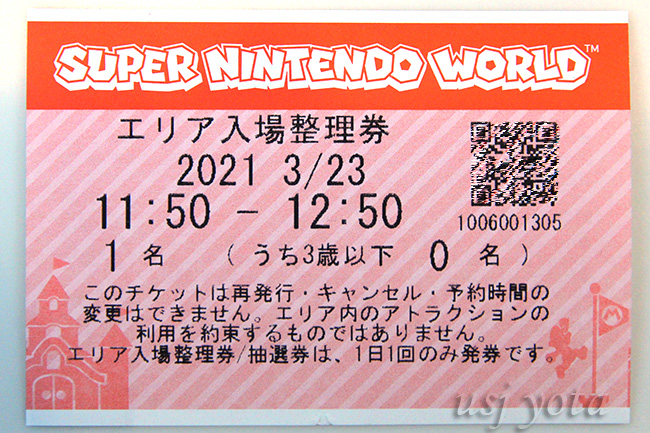 SUPER NINTENDO WORLD™
エリア入場整理券
2021 3/23
11:50 － 12:50
1006001305
1 名 （ うち3歳以下 0 名 ）
このチケットは再発行・キャンセル・予約時間の
変更はできません。エリア内のアトラクションの
利用を約束するものではありません。
エリア入場整理券/抽選券は、1日1回のみ発券です。
M
usj yota